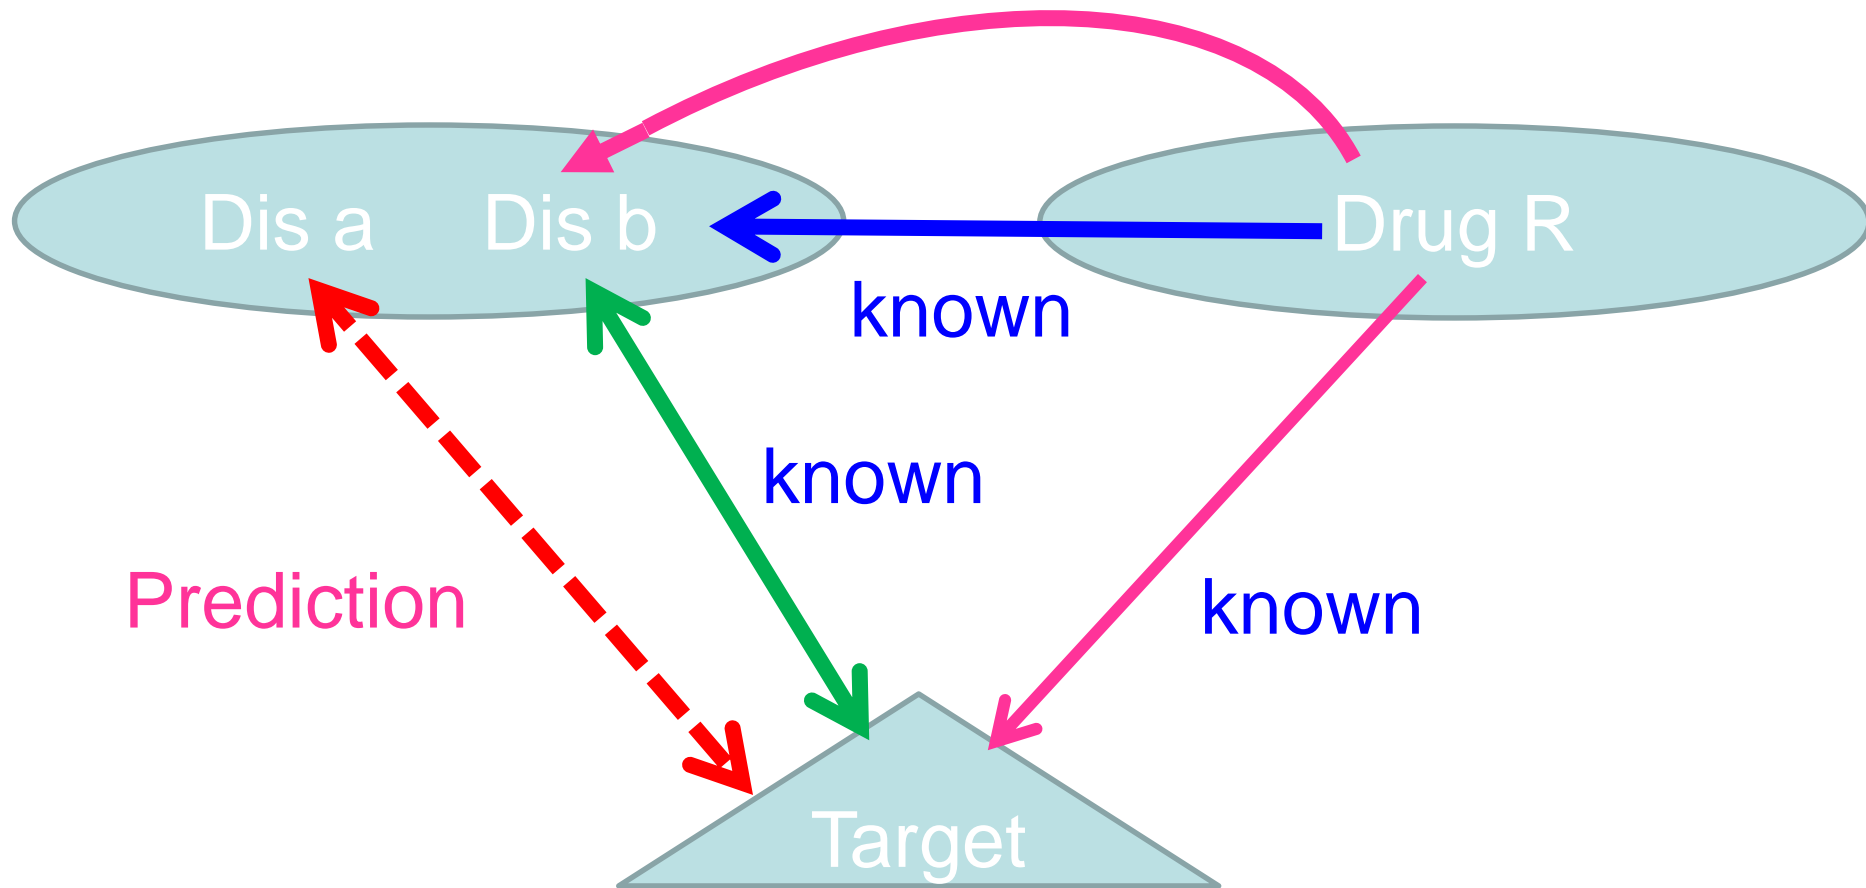 Dis a
Dis b
Drug R
known
known
Prediction
known
Target